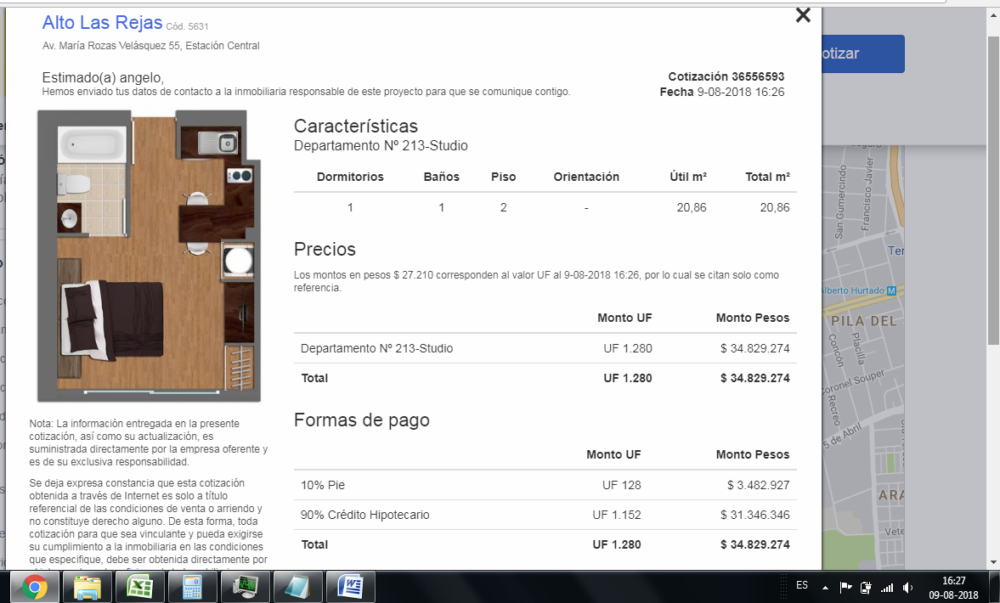 Alto Las Rejas Cód. 5631
Av. María Rozas Velásquez 55, Estación Central
otizar
Estimado(a) angelo,
Hemos enviado tus datos de contacto a la inmobiliaria responsable de este proyecto para que se comunique contigo.
Cotización 36556593
Fecha 9-08-2018 16:26
Características
Departamento Nº 213-Studio
Dormitorios Baños Piso Orientación Útil m² Total m²
1 1 2 - 20,86 20,86
Precios
Los montos en pesos $ 27.210 corresponden al valor UF al 9-08-2018 16:26, por lo cual se citan solo como
referencia.
Monto UF Monto Pesos
Departamento Nº 213-Studio UF 1.280 $ 34.829.274
Total UF 1.280 $ 34.829.274
Formas de pago
Monto UF Monto Pesos
10% Pie UF 128 $ 3.482.927
90% Crédito Hipotecario UF 1.152 $ 31.346.346
Total UF 1.280 $ 34.829.274
Nota: La información entregada en la presente
cotización, así como su actualización, es
suministrada directamente por la empresa oferente y
es de su exclusiva responsabilidad.
Se deja expresa constancia que esta cotización
obtenida a través de Internet es solo a título
referencial de las condiciones de venta o arriendo y
no constituye derecho alguno. De esta forma, toda
cotización para que sea vinculante y pueda exigirse
su cumplimiento a la inmobiliaria en las condiciones
que especifique, debe ser obtenida directamente por
San Gumercindo
Francisco Javier
Ter
Alberto Hurtado M
PILA DEL
Concón
Placilla
Coronel Souper
Recreo
5 de Abril
ARA
Vete
ES
16:27
09-08-2018